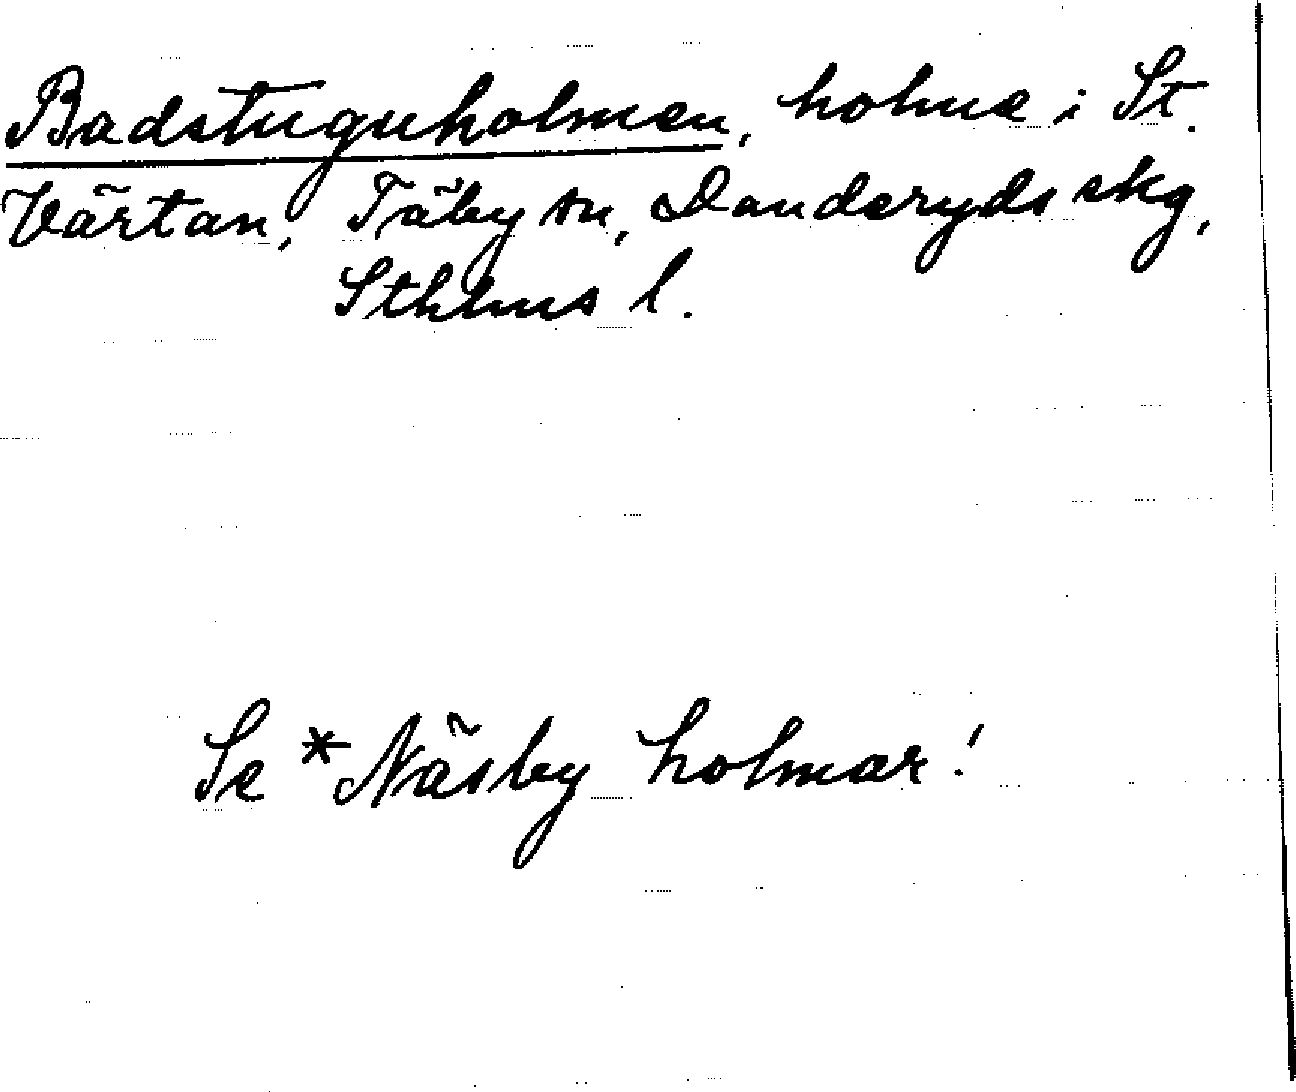 Badstuguholmen, holme i St.
Värtan, Täby sn, Danderyds skg,
Sthlms l.
Se *Näsby holmar!